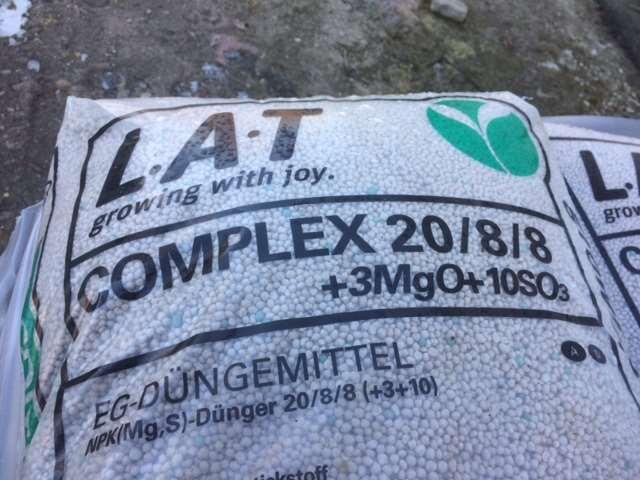 L·A·T
growing with joy.
COMPLEX 20/8/8
+3MgO+10SO₃
EG-DÜNGEMITTEL
NPK(Mg,S)-Dünger 20/8/8 (+3+10)
A
L
grow